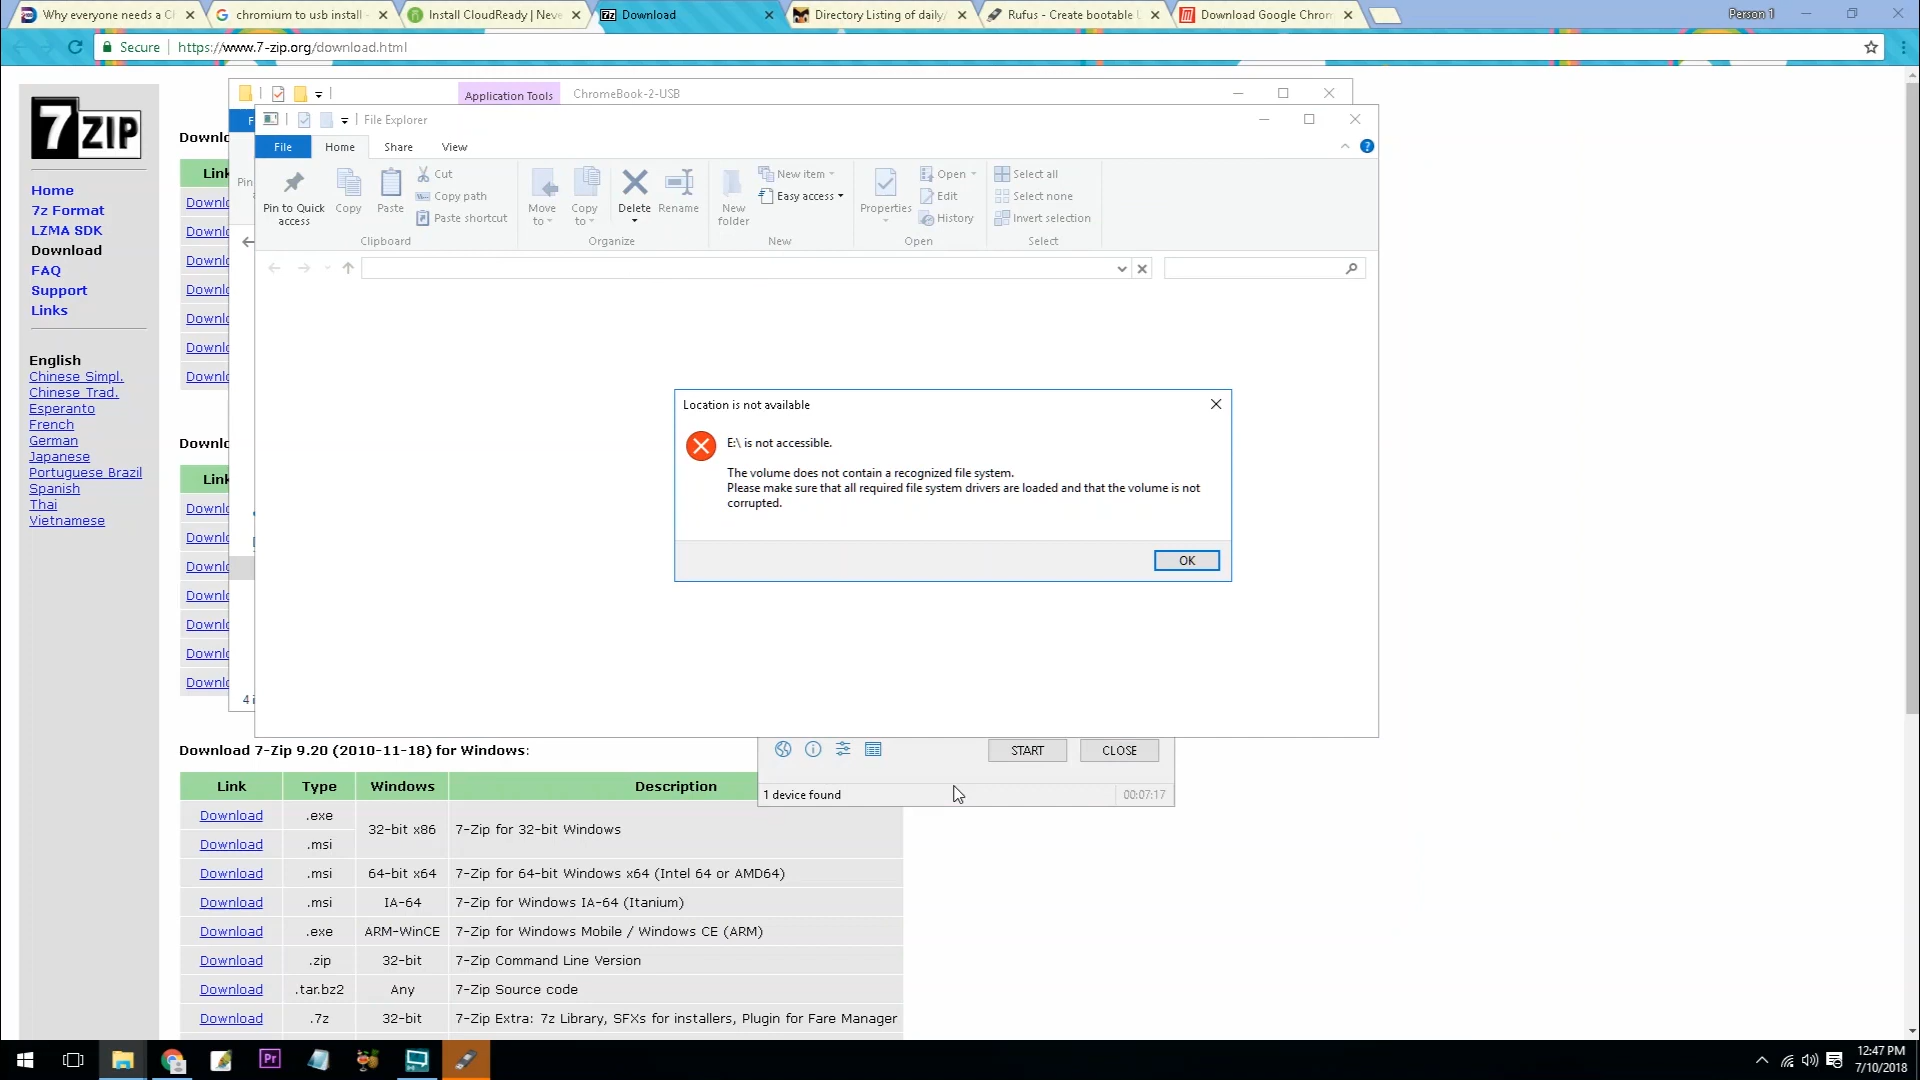 Why everyone needs a C
chromium to usb install -
Install CloudReady | Neve
Download
Directory Listing of daily/
Rufus - Create bootable U
Download Google Chrom
Person 1
Secure
https://www.7-zip.org/download.html
7ZIP
Home
7z Format
LZMA SDK
Download
FAQ
Support
Links
English
Chinese Simpl.
Chinese Trad.
Esperanto
French
German
Japanese
Portuguese Brazil
Spanish
Thai
Vietnamese
Application Tools
ChromeBook-2-USB
File Explorer
File
Home
Share
View
Pin to Quick access
Copy
Paste
Cut
Copy path
Paste shortcut
Clipboard
Move to
Copy to
Delete
Rename
Organize
New folder
New item
Easy access
New
Properties
Open
Edit
History
Open
Select all
Select none
Invert selection
Select
Location is not available
E:\ is not accessible.
The volume does not contain a recognized file system.
Please make sure that all required file system drivers are loaded and that the volume is not
corrupted.
OK
START
CLOSE
1 device found
00:07:17
Download 7-Zip 9.20 (2010-11-18) for Windows:
Link Type Windows Description
Download .exe 32-bit x86 7-Zip for 32-bit Windows
Download .msi
Download .msi 64-bit x64 7-Zip for 64-bit Windows x64 (Intel 64 or AMD64)
Download .msi IA-64 7-Zip for Windows IA-64 (Itanium)
Download .exe ARM-WinCE 7-Zip for Windows Mobile / Windows CE (ARM)
Download .zip 32-bit 7-Zip Command Line Version
Download .tar.bz2 Any 7-Zip Source code
Download .7z 32-bit 7-Zip Extra: 7z Library, SFXs for installers, Plugin for Fare Manager
Pr
12:47 PM
7/10/2018